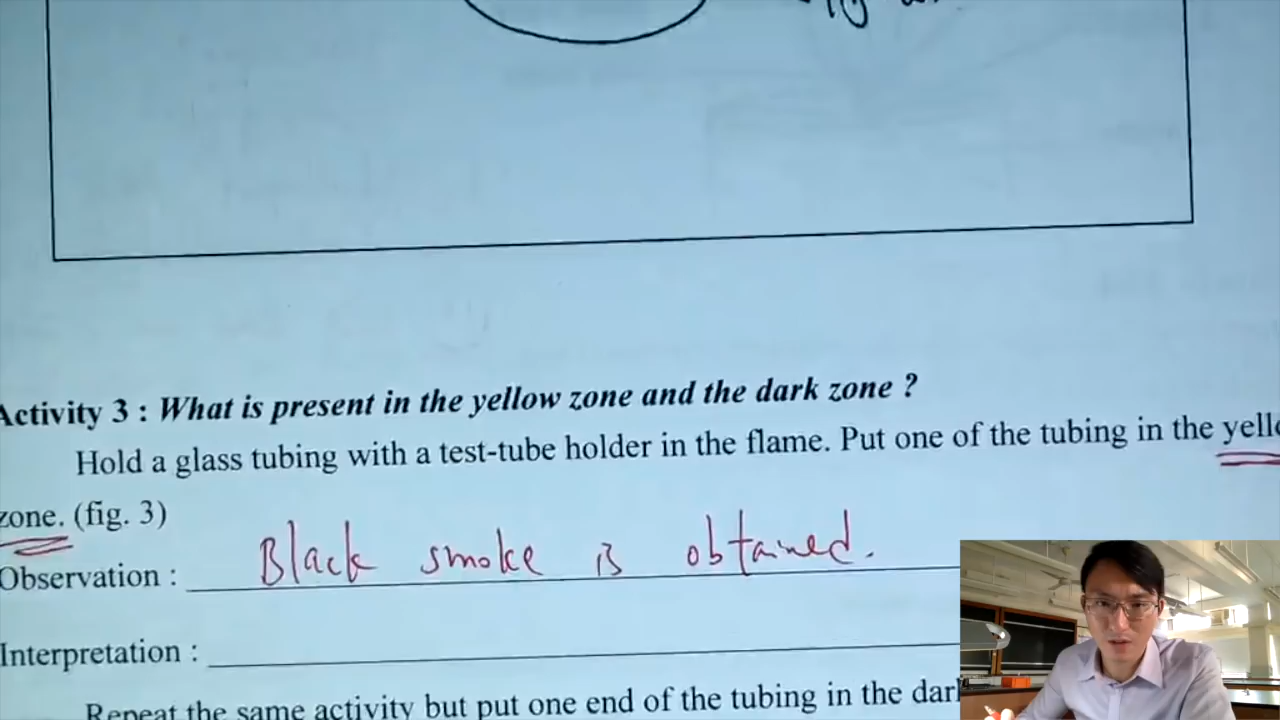 Activity 3 : What is present in the yellow zone and the dark zone ?
Hold a glass tubing with a test-tube holder in the flame. Put one of the tubing in the
zone. (fig. 3)
Observation : Black smoke is obtained.
Interpretation :
Repeat the same activity but put one end of the tubing in the